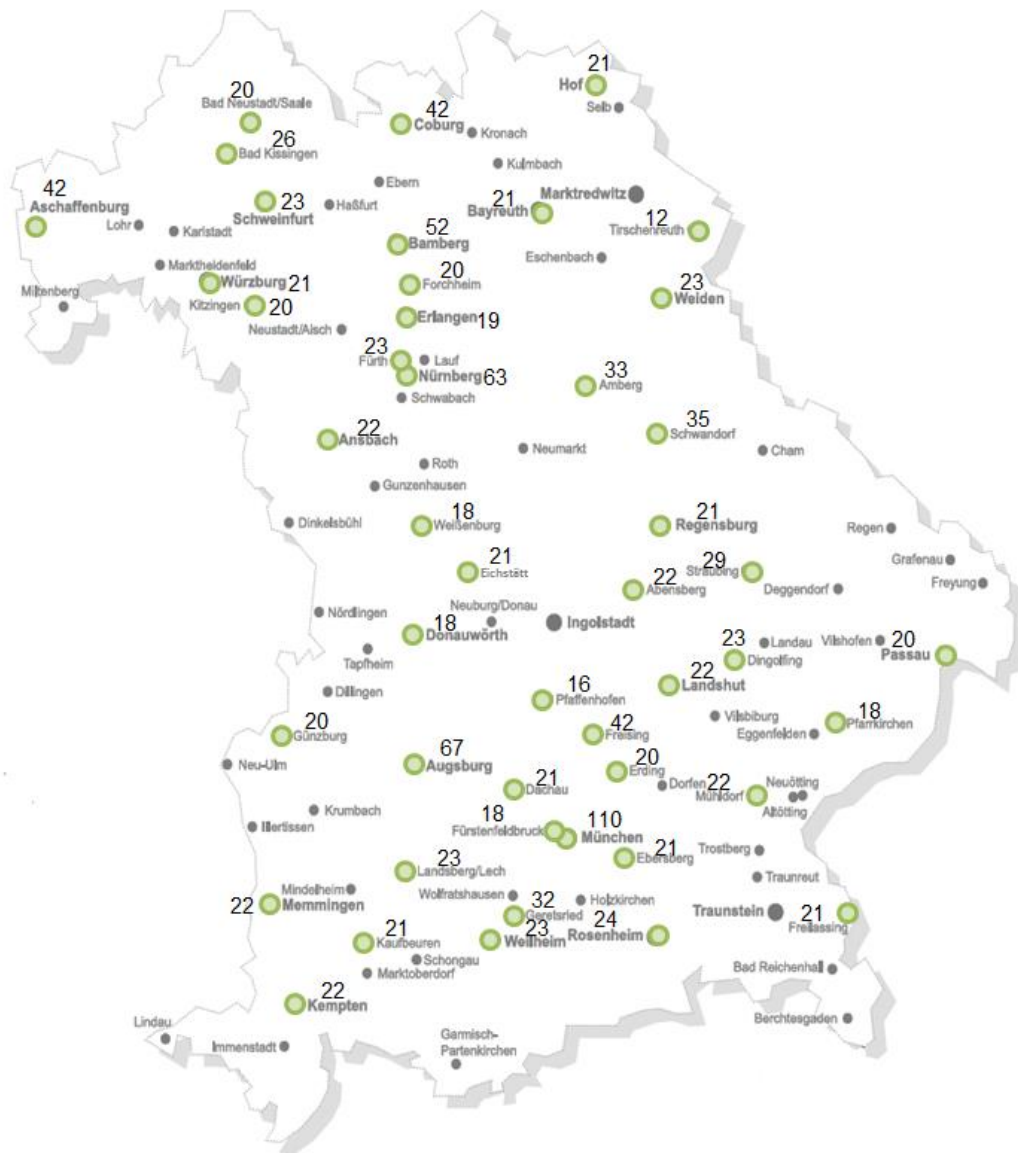 21
Hof
Selb
20
Bad Neustadt/Saale
42
Coburg
Kronach
26
Bad Kissingen
Kulmbach
Ebern
42
Aschaffenburg
23
Schweinfurt
Haßfurt
21
Bayreuth
Marktredwitz
12
Tirschenreuth
Lohr
Karlstadt
52
Bamberg
Eschenbach
Marktheidenfeld
Würzburg 21
20
Forchheim
23
Weiden
Miltenberg
Kitzingen
20
Erlangen 19
Neustadt/Aisch
23
Fürth
Lauf
Nürnberg 63
33
Amberg
Schwabach
22
Ansbach
35
Schwandorf
Neumarkt
Cham
Roth
Gunzenhausen
Dinkelsbühl
18
Weißenburg
21
Regensburg
Regen
21
Eichstätt
29
Straubing
Grafenau
22
Abensberg
Deggendorf
Freyung
Nördlingen
Neuburg/Donau
Ingolstadt
18
Donauwörth
Tapfheim
23
Dingolfing
Landau
Vilshofen
20
Passau
22
Landshut
Dillingen
16
Pfaffenhofen
Vilsbiburg
18
Pfarrkirchen
Eggenfelden
20
Günzburg
42
Freising
Neu-Ulm
67
Augsburg
20
Erding
Dorfen
21
Dachau
22
Mühldorf
Neuötting
Altötting
Krumbach
Illertissen
18
Fürstenfeldbruck
110
München
21
Ebersberg
Trostberg
23
Landsberg/Lech
Traunreut
Mindelheim
Wolfratshausen
Holzkirchen
22
Memmingen
32
Geretsried
Traunstein
21
Freilassing
21
Kaufbeuren
23
Weilheim
24
Rosenheim
Schongau
Marktoberdorf
Bad Reichenhall
22
Kempten
Berchtesgaden
Lindau
Immenstadt
Garmisch-
Partenkirchen